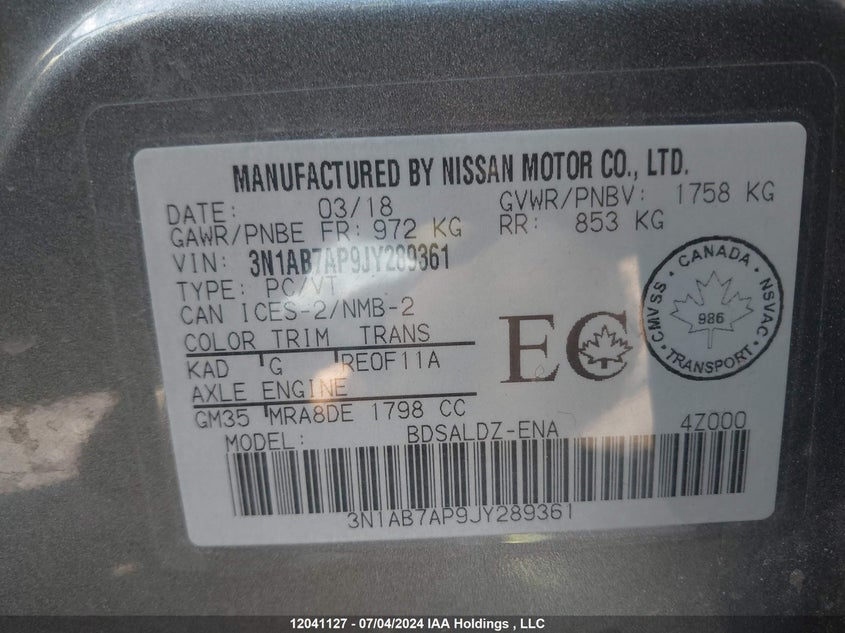 MANUFACTURED BY NISSAN MOTOR CO., LTD.
DATE: 03/18 GVWR/PNBV: 1758 KG
GAWR/PNBE FR: 972 KG RR: 853 KG
VIN: 3N1AB7AP9JY289361
TYPE: PC/VT
CAN ICES-2/NMB-2
COLOR TRIM TRANS
KAD G RE0F11A
AXLE ENGINE
GM35 MRA8DE 1798 CC
MODEL: BDSALDZ-ENA 4Z000
3N1AB7AP9JY289361
EC
CANADA
CMVSS · NSVAC
986
TRANSPORT
12041127 - 07/04/2024 IAA Holdings , LLC